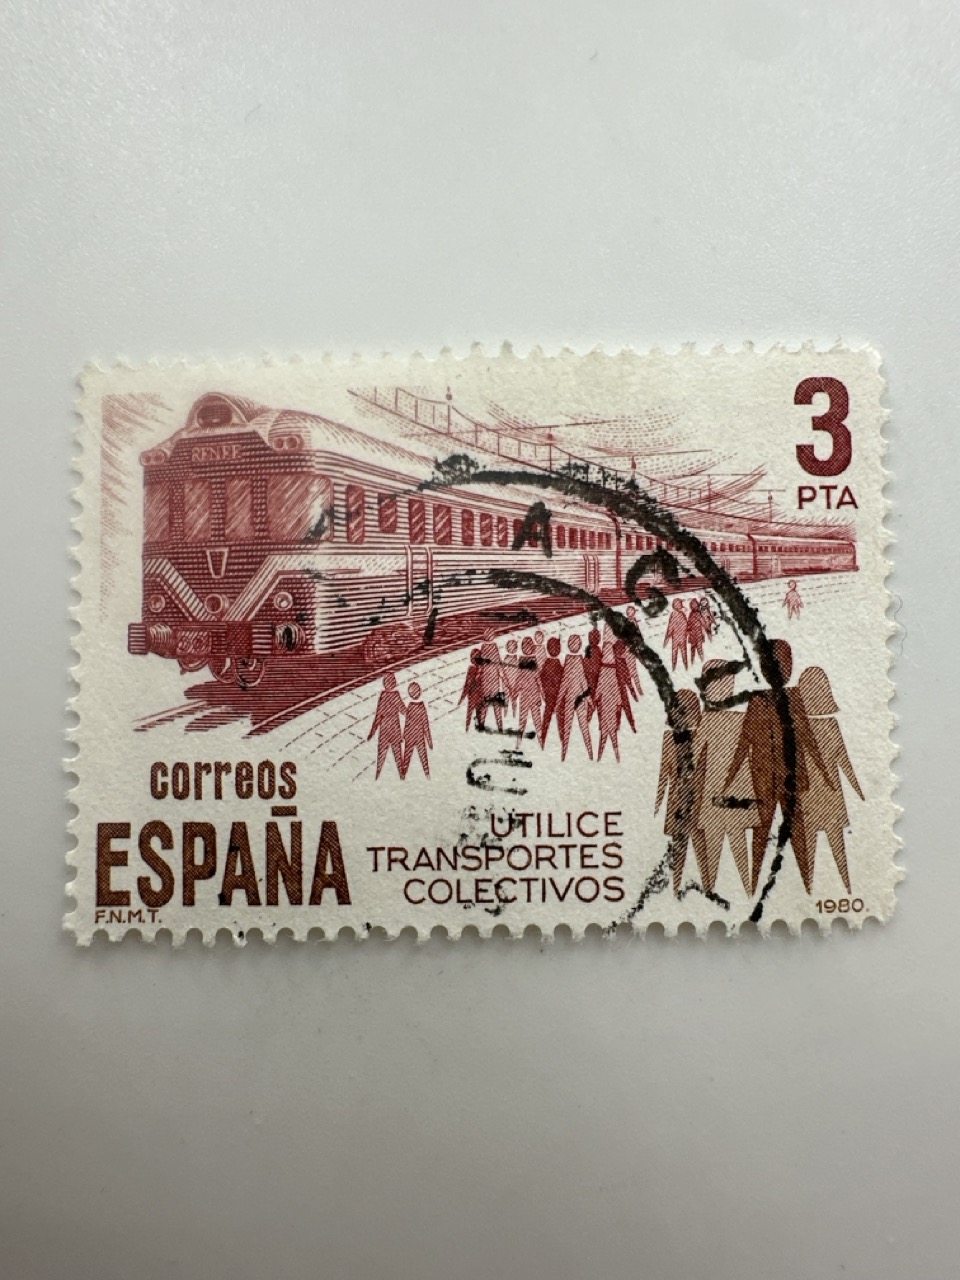 RENFE
3
PTA
correos
ESPAÑA
F.N.M.T.
UTILICE
TRANSPORTES
COLECTIVOS
1980.